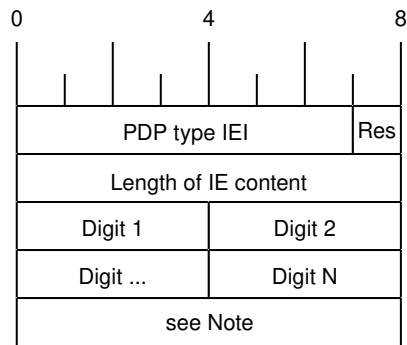 0 4 8
PDP type IEI Res
Length of IE content
Digit 1 Digit 2
Digit ... Digit N
see Note